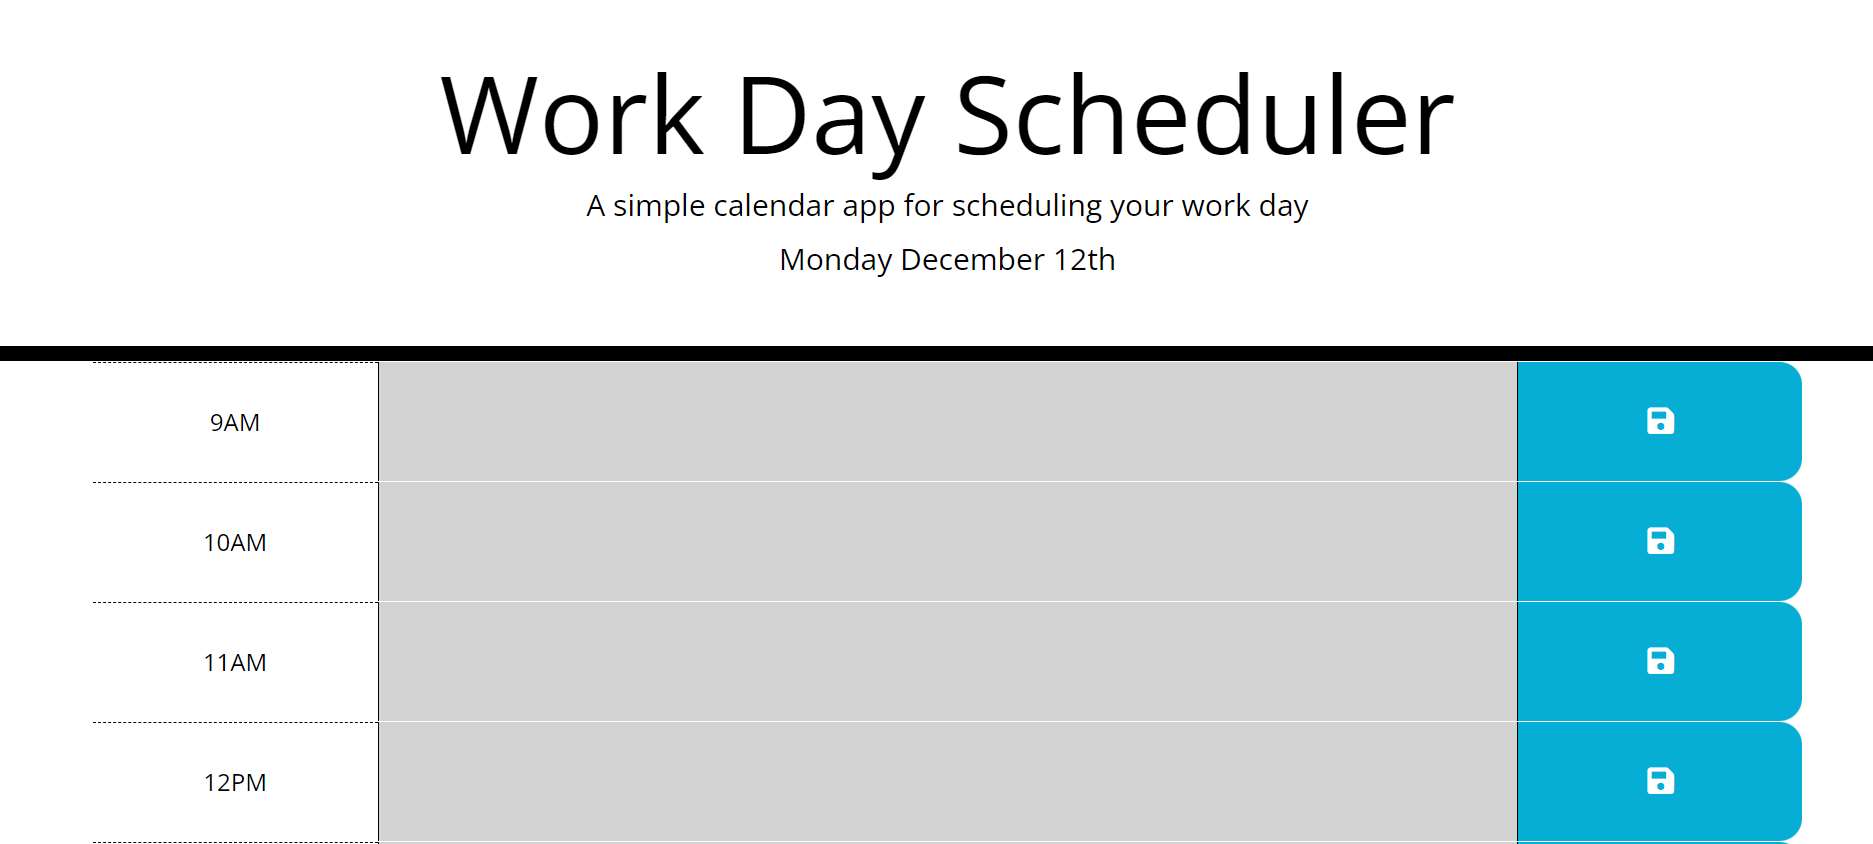 Work Day Scheduler
A simple calendar app for scheduling your work day
Monday December 12th
9AM
10AM
11AM
12PM